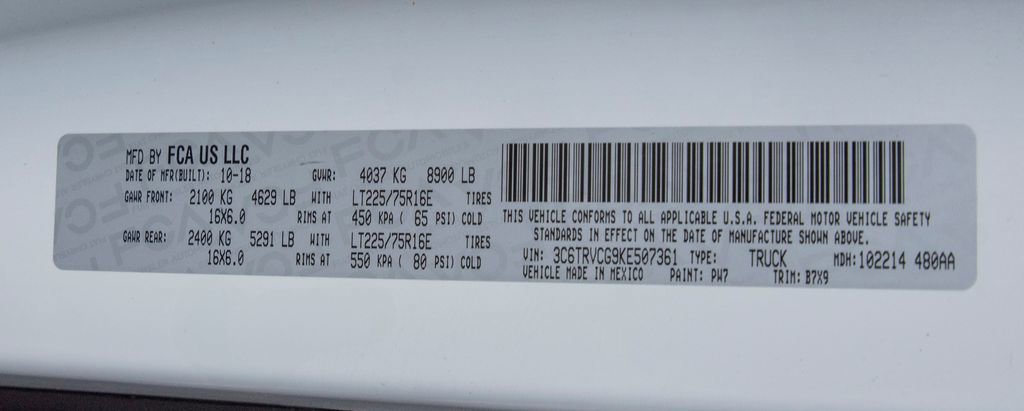 MFD BY FCA US LLC
DATE OF MFR(BUILT): 10-18 GVWR: 4037 KG 8900 LB
GAWR FRONT: 2100 KG 4629 LB WITH LT225/75R16E TIRES
16X6.0 RIMS AT 450 KPA ( 65 PSI) COLD
GAWR REAR: 2400 KG 5291 LB WITH LT225/75R16E TIRES
16X6.0 RIMS AT 550 KPA ( 80 PSI) COLD
THIS VEHICLE CONFORMS TO ALL APPLICABLE U.S.A. FEDERAL MOTOR VEHICLE SAFETY
STANDARDS IN EFFECT ON THE DATE OF MANUFACTURE SHOWN ABOVE.
VIN: 3C6TRVCG9KE507361 TYPE: TRUCK MDH:102214 480AA
VEHICLE MADE IN MEXICO PAINT: PW7 TRIM: B7X9